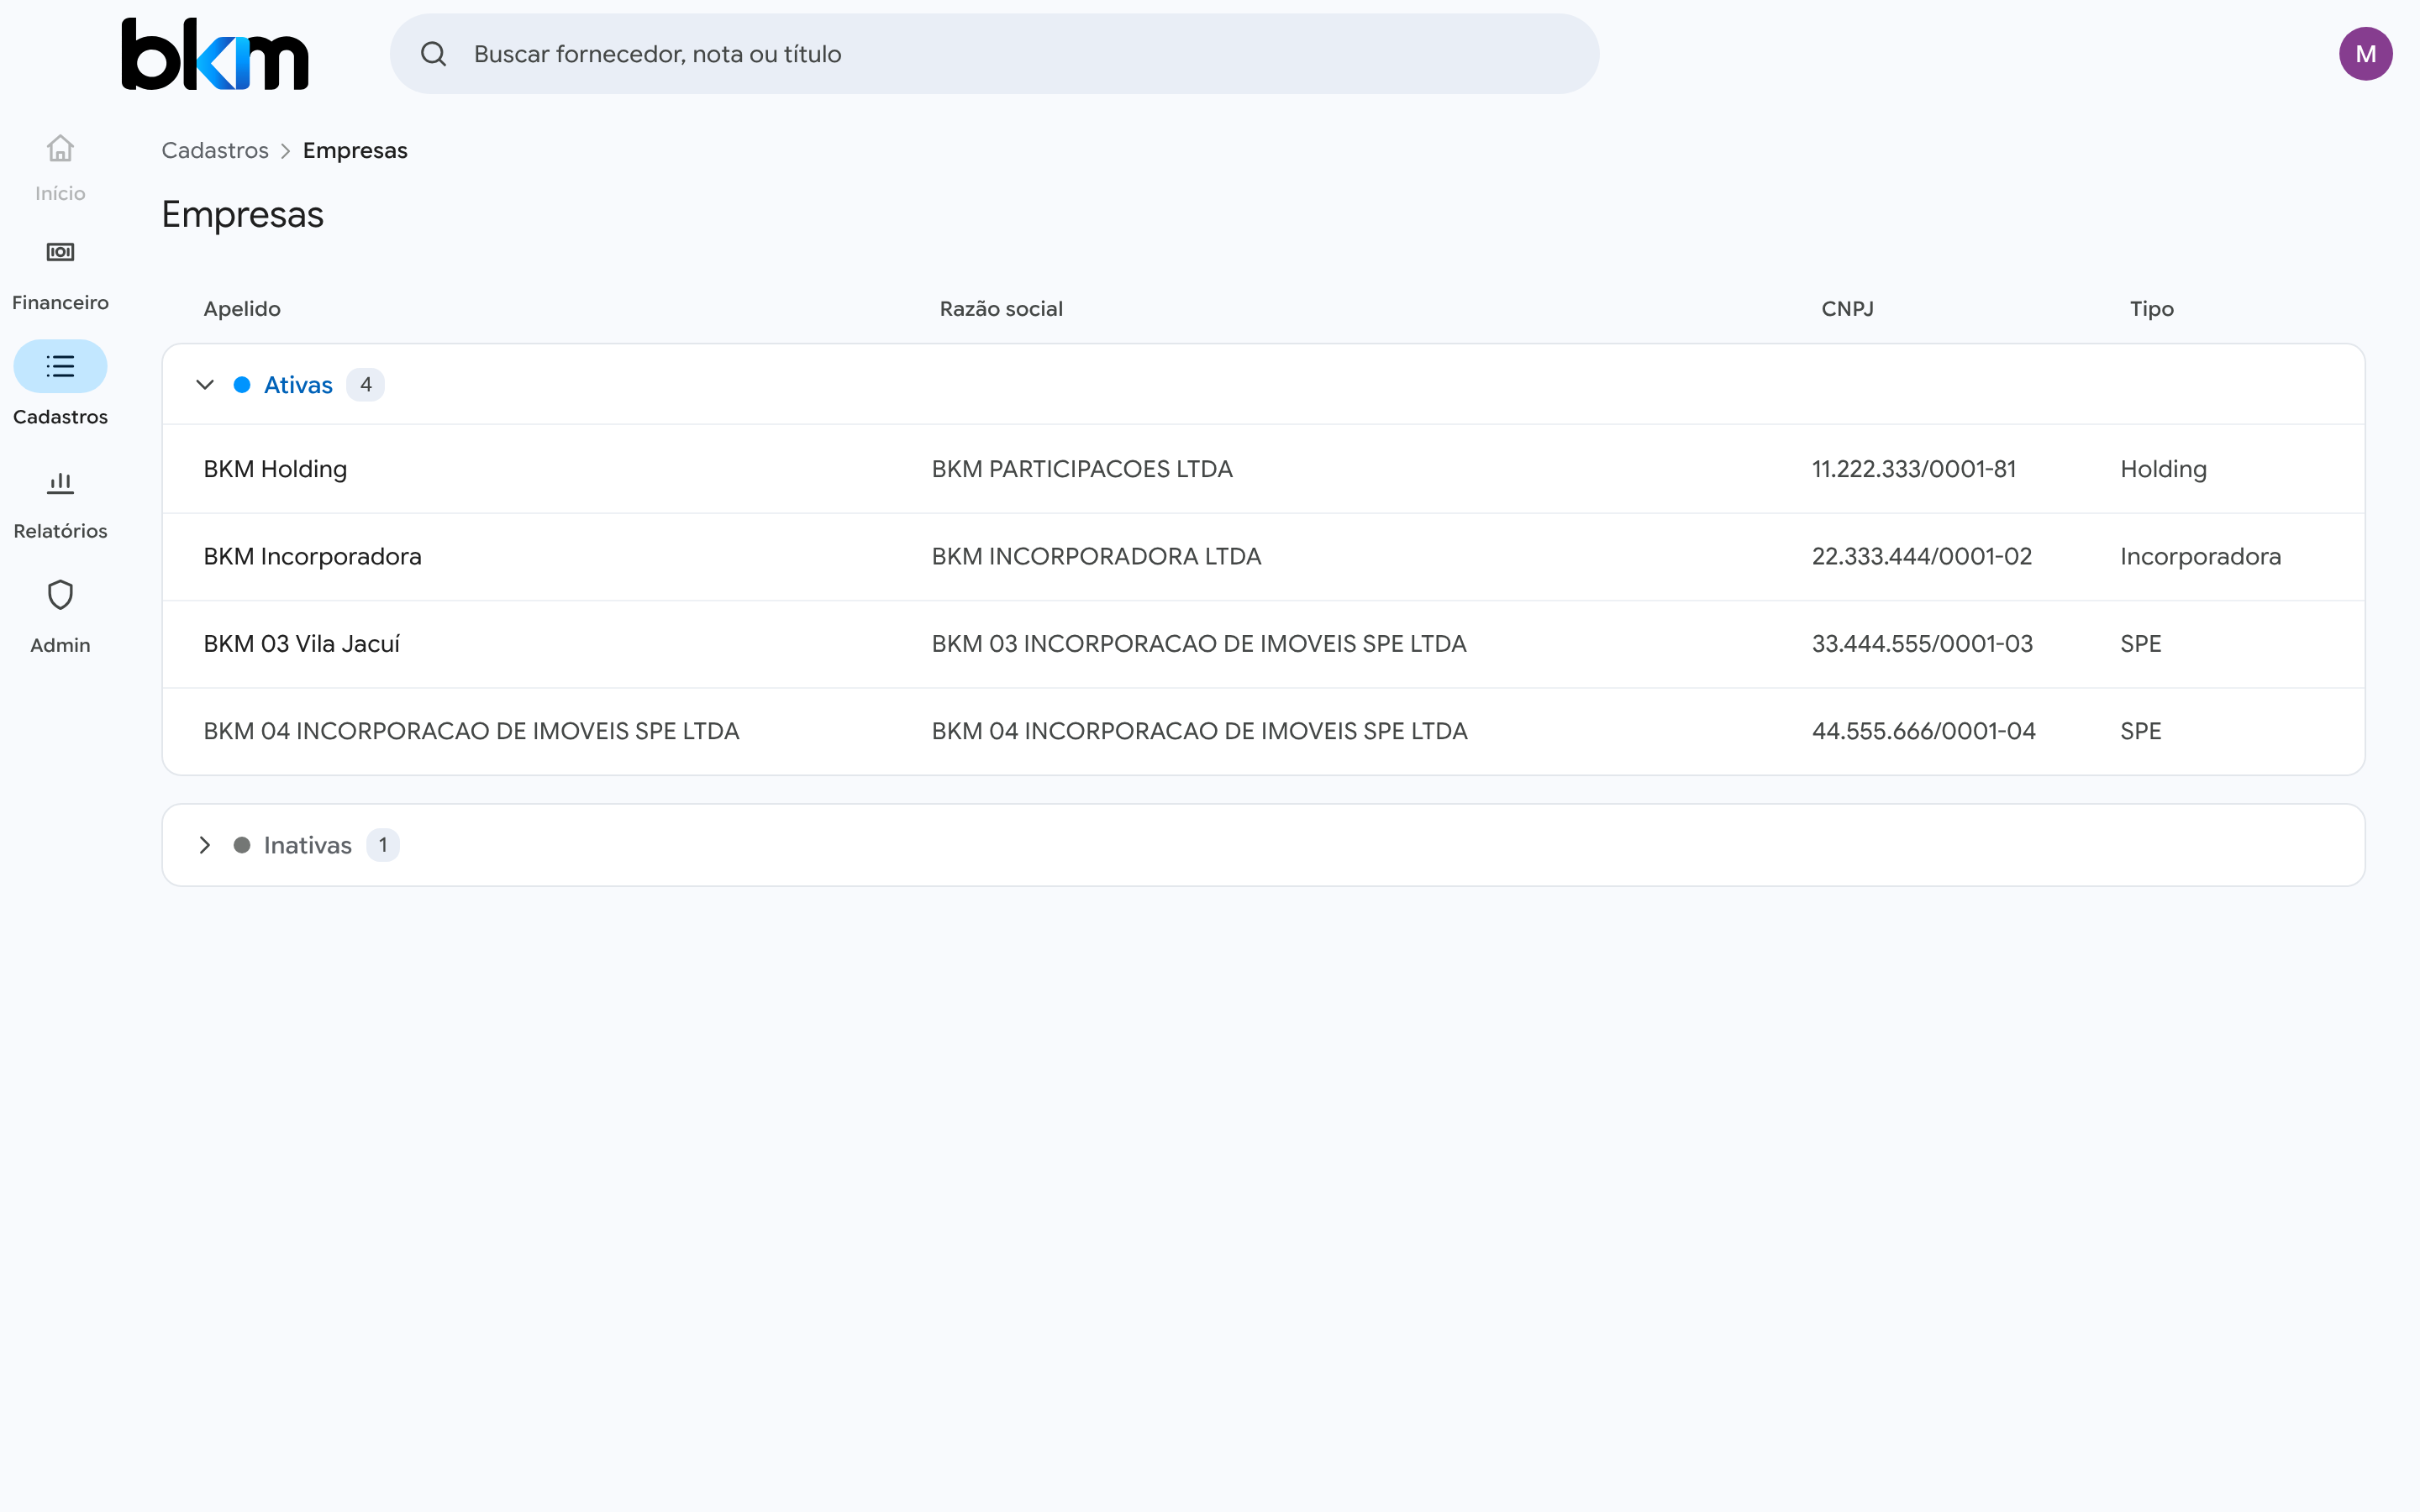 bkm
Buscar fornecedor, nota ou título
M
Início
Financeiro
Cadastros
Relatórios
Admin
Cadastros > Empresas
Empresas
Apelido Razão social CNPJ Tipo
Ativas 4
BKM Holding BKM PARTICIPACOES LTDA 11.222.333/0001-81 Holding
BKM Incorporadora BKM INCORPORADORA LTDA 22.333.444/0001-02 Incorporadora
BKM 03 Vila Jacuí BKM 03 INCORPORACAO DE IMOVEIS SPE LTDA 33.444.555/0001-03 SPE
BKM 04 INCORPORACAO DE IMOVEIS SPE LTDA BKM 04 INCORPORACAO DE IMOVEIS SPE LTDA 44.555.666/0001-04 SPE
Inativas 1